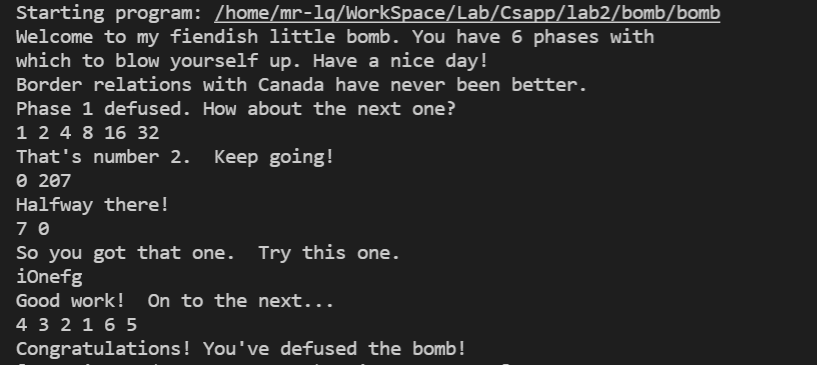 Starting program: /home/mr-lq/WorkSpace/Lab/Csapp/lab2/bomb/bomb
Welcome to my fiendish little bomb. You have 6 phases with
which to blow yourself up. Have a nice day!
Border relations with Canada have never been better.
Phase 1 defused. How about the next one?
1 2 4 8 16 32
That's number 2.  Keep going!
0 207
Halfway there!
7 0
So you got that one.  Try this one.
iOnefg
Good work!  On to the next...
4 3 2 1 6 5
Congratulations! You've defused the bomb!